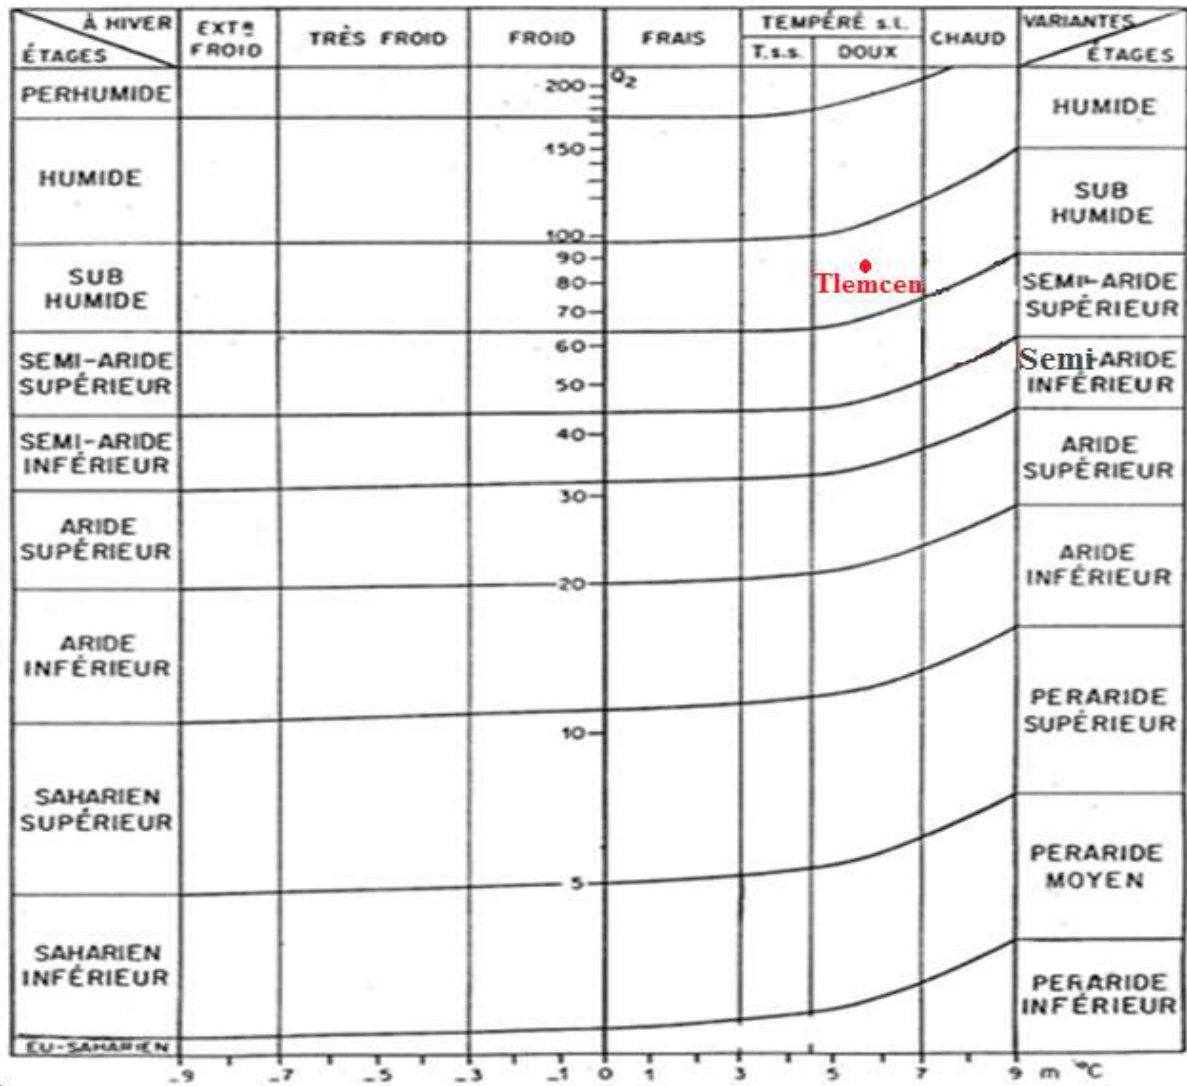 À HIVER
ÉTAGES
EXTᵗ
FROID
TRÈS FROID
FROID
FRAIS
TEMPÉRÉ s.l.
T.s.s.
DOUX
CHAUD
VARIANTES
ÉTAGES
PERHUMIDE
HUMIDE
SUB
HUMIDE
SEMI-ARIDE
SUPÉRIEUR
SEMI-ARIDE
INFÉRIEUR
ARIDE
SUPÉRIEUR
ARIDE
INFÉRIEUR
SAHARIEN
SUPÉRIEUR
SAHARIEN
INFÉRIEUR
EU-SAHARIEN
Q₂
200
150
100
90
80
70
60
50
40
30
20
10
5
Tlemcen
HUMIDE
SUB
HUMIDE
SEMI-ARIDE
SUPÉRIEUR
Semi-ARIDE
INFÉRIEUR
ARIDE
SUPÉRIEUR
ARIDE
INFÉRIEUR
PERARIDE
SUPÉRIEUR
PERARIDE
MOYEN
PERARIDE
INFÉRIEUR
-9 -7 -5 -3 -1 0 1 3 5 7 9 m °C